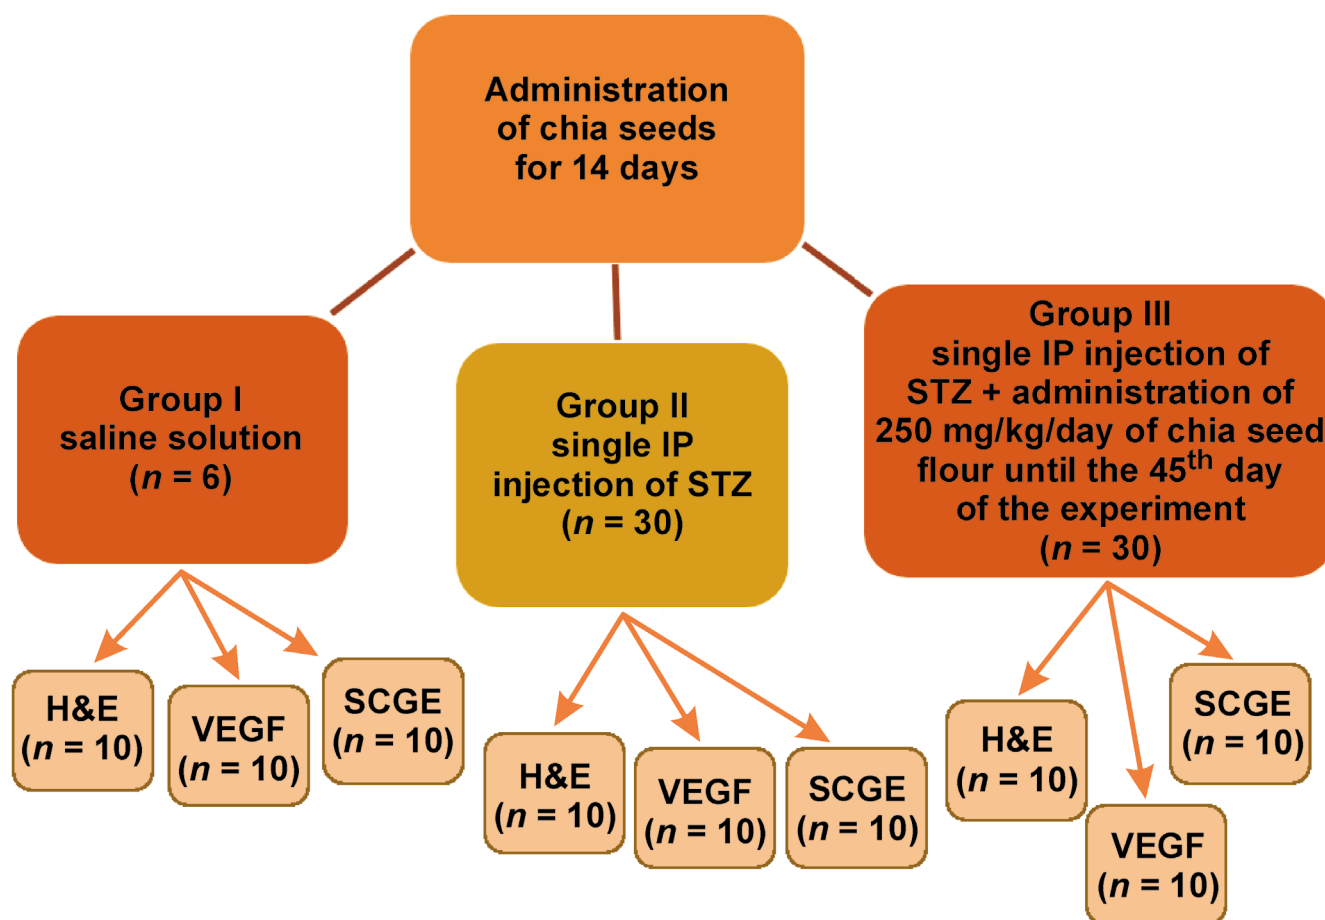 Administration
of chia seeds
for 14 days
Group I
saline solution
(n = 6)
Group II
single IP
injection of STZ
(n = 30)
Group III
single IP injection of
STZ + administration of
250 mg/kg/day of chia seed
flour until the 45th day
of the experiment
(n = 30)
H&E
(n = 10)
VEGF
(n = 10)
SCGE
(n = 10)
H&E
(n = 10)
VEGF
(n = 10)
SCGE
(n = 10)
H&E
(n = 10)
VEGF
(n = 10)
SCGE
(n = 10)